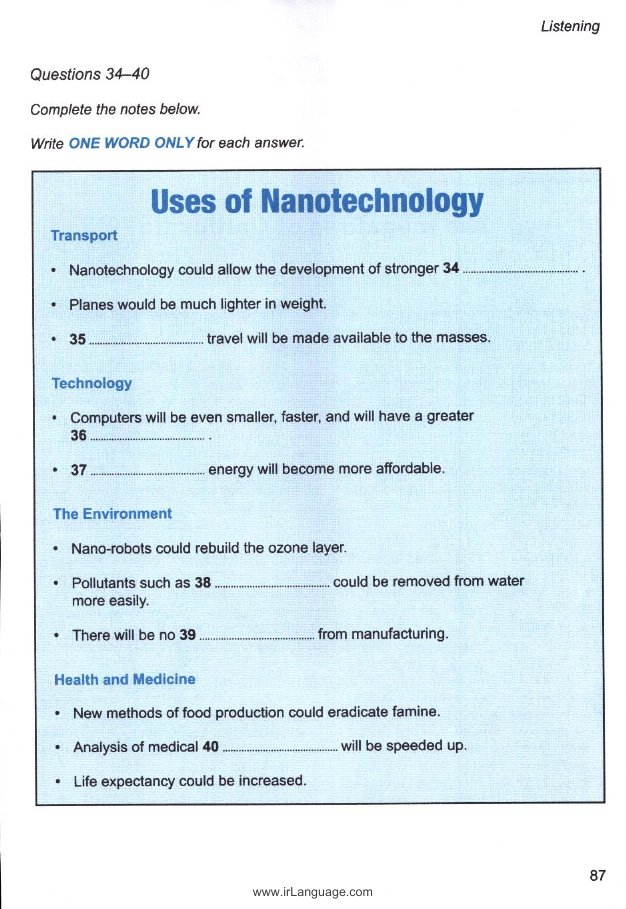 Listening
Questions 34–40
Complete the notes below.
Write ONE WORD ONLY for each answer.
Uses of Nanotechnology
Transport
• Nanotechnology could allow the development of stronger 34 ........................................ .
• Planes would be much lighter in weight.
• 35 ........................................ travel will be made available to the masses.
Technology
• Computers will be even smaller, faster, and will have a greater
36 ........................................ .
• 37 ........................................ energy will become more affordable.
The Environment
• Nano-robots could rebuild the ozone layer.
• Pollutants such as 38 ........................................ could be removed from water
more easily.
• There will be no 39 ........................................ from manufacturing.
Health and Medicine
• New methods of food production could eradicate famine.
• Analysis of medical 40 ........................................ will be speeded up.
• Life expectancy could be increased.
87
www.irLanguage.com